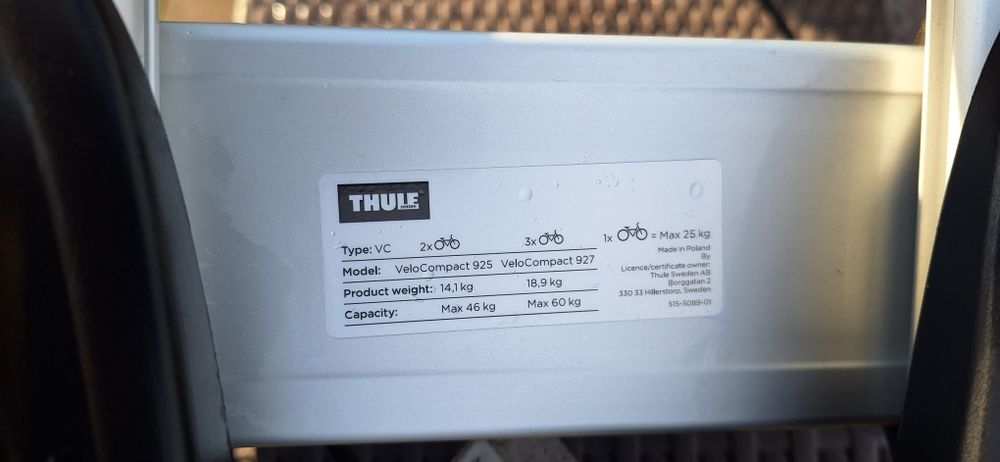 THULE
SWEDEN
Type: VC 2x 3x 1x = Max 25 kg
Model: VeloCompact 925 VeloCompact 927
Product weight: 14,1 kg 18,9 kg
Capacity: Max 46 kg Max 60 kg
Made in Poland
By
Licence/certificate owner:
Thule Sweden AB
Borggatan 2
330 33 Hillerstorp, Sweden
515-5089-01